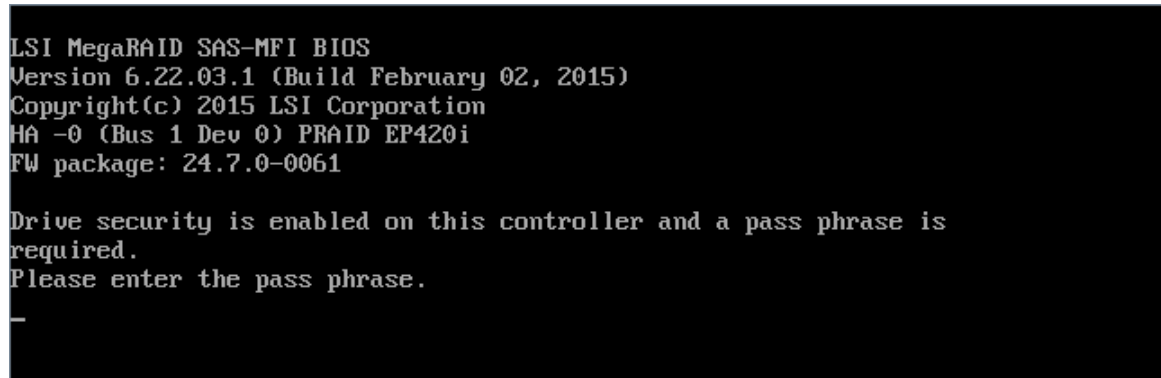 LSI MegaRAID SAS-MFI BIOS
Version 6.22.03.1 (Build February 02, 2015)
Copyright(c) 2015 LSI Corporation
HA -0 (Bus 1 Dev 0) PRAID EP420i
FW package: 24.7.0-0061
Drive security is enabled on this controller and a pass phrase is
required.
Please enter the pass phrase.
_